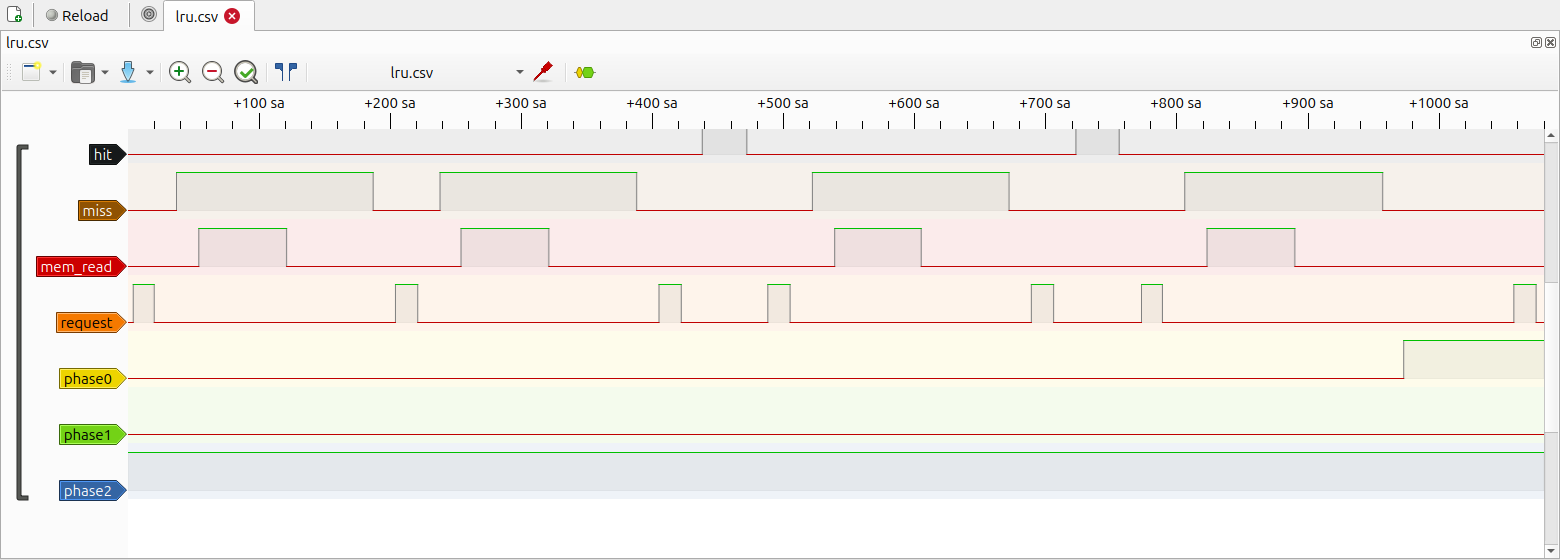 Reload
lru.csv
lru.csv
lru.csv
+100 sa +200 sa +300 sa +400 sa +500 sa +600 sa +700 sa +800 sa +900 sa +1000 sa
hit
miss
mem_read
request
phase0
phase1
phase2